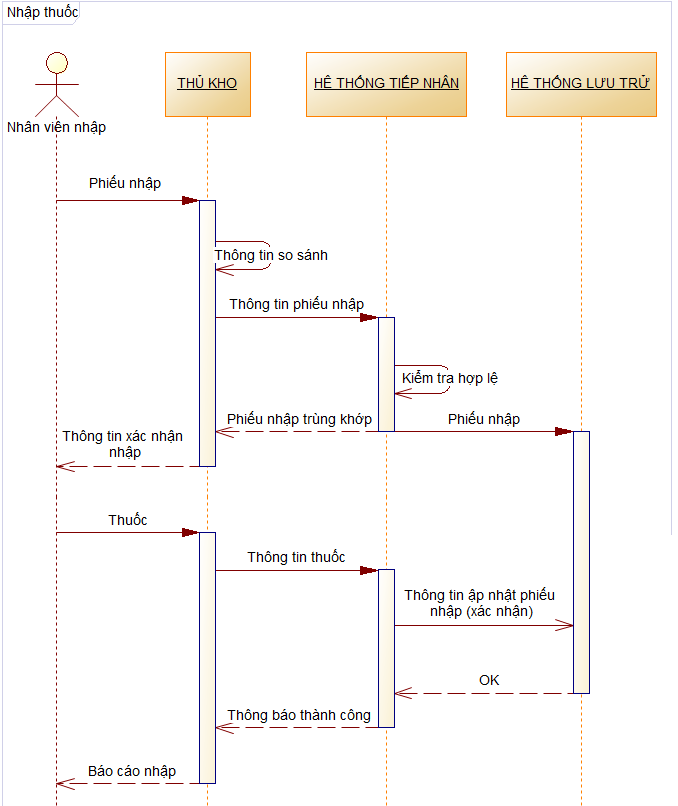 Nhập thuốc
THỦ KHO
HỆ THỐNG TIẾP NHẬN
HỆ THỐNG LƯU TRỮ
Nhân viên nhập
Phiếu nhập
Thông tin so sánh
Thông tin phiếu nhập
Kiểm tra hợp lệ
Phiếu nhập trùng khớp
Phiếu nhập
Thông tin xác nhận
nhập
Thuốc
Thông tin thuốc
Thông tin ập nhật phiếu
nhập (xác nhận)
OK
Thông báo thành công
Báo cáo nhập